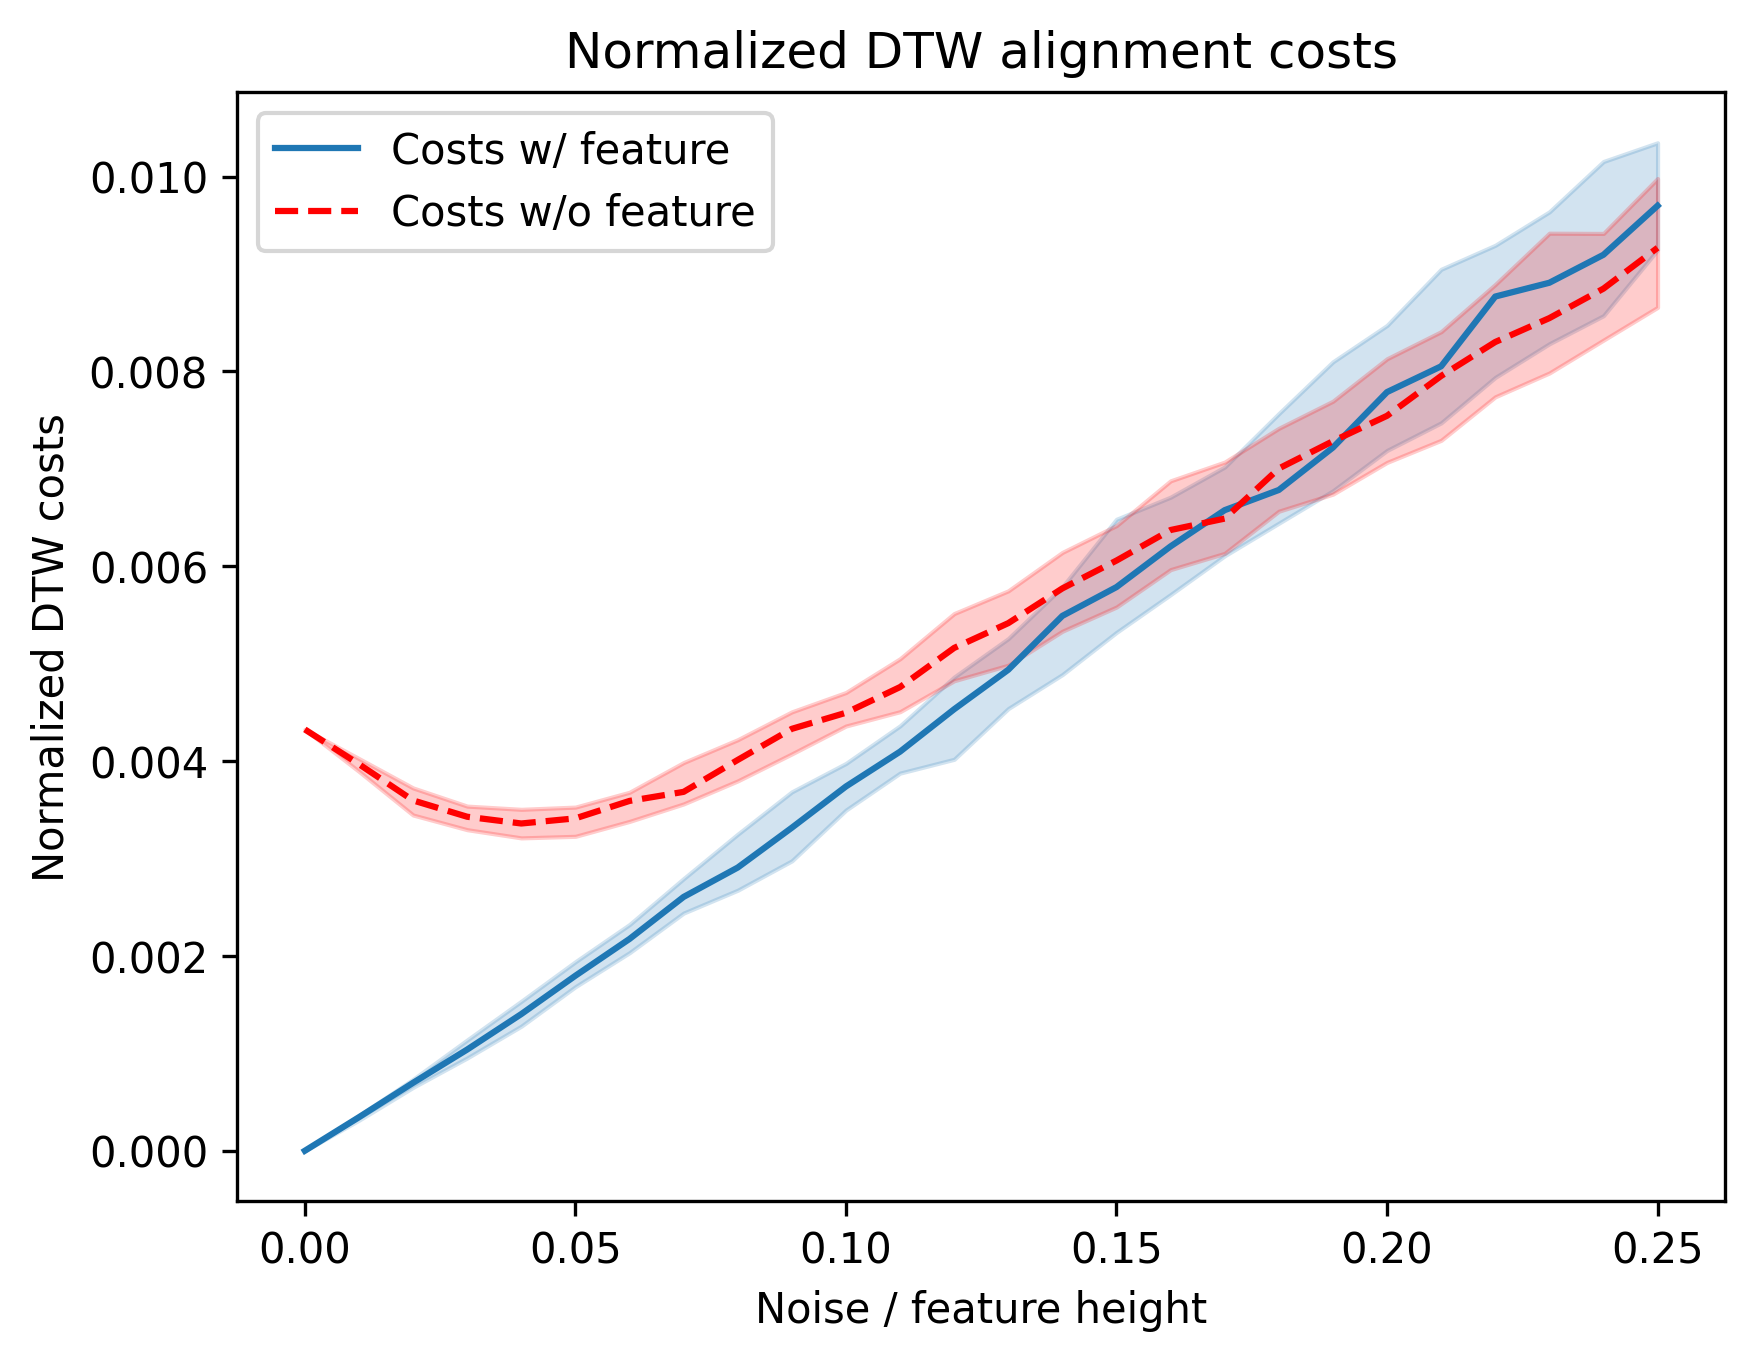 Normalized DTW alignment costs
Costs w/ feature
Costs w/o feature
Normalized DTW costs
0.010
0.008
0.006
0.004
0.002
0.000
0.00 0.05 0.10 0.15 0.20 0.25
Noise / feature height